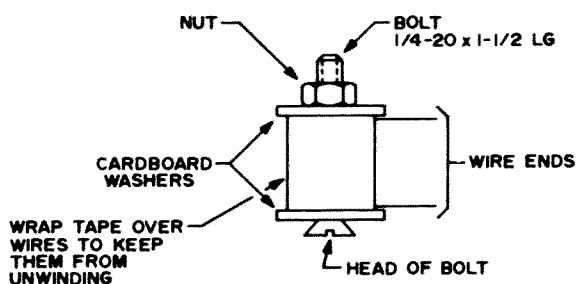 NUT
BOLT
1/4-20 x 1-1/2 LG
CARDBOARD
WASHERS
WIRE ENDS
WRAP TAPE OVER
WIRES TO KEEP
THEM FROM
UNWINDING
HEAD OF BOLT